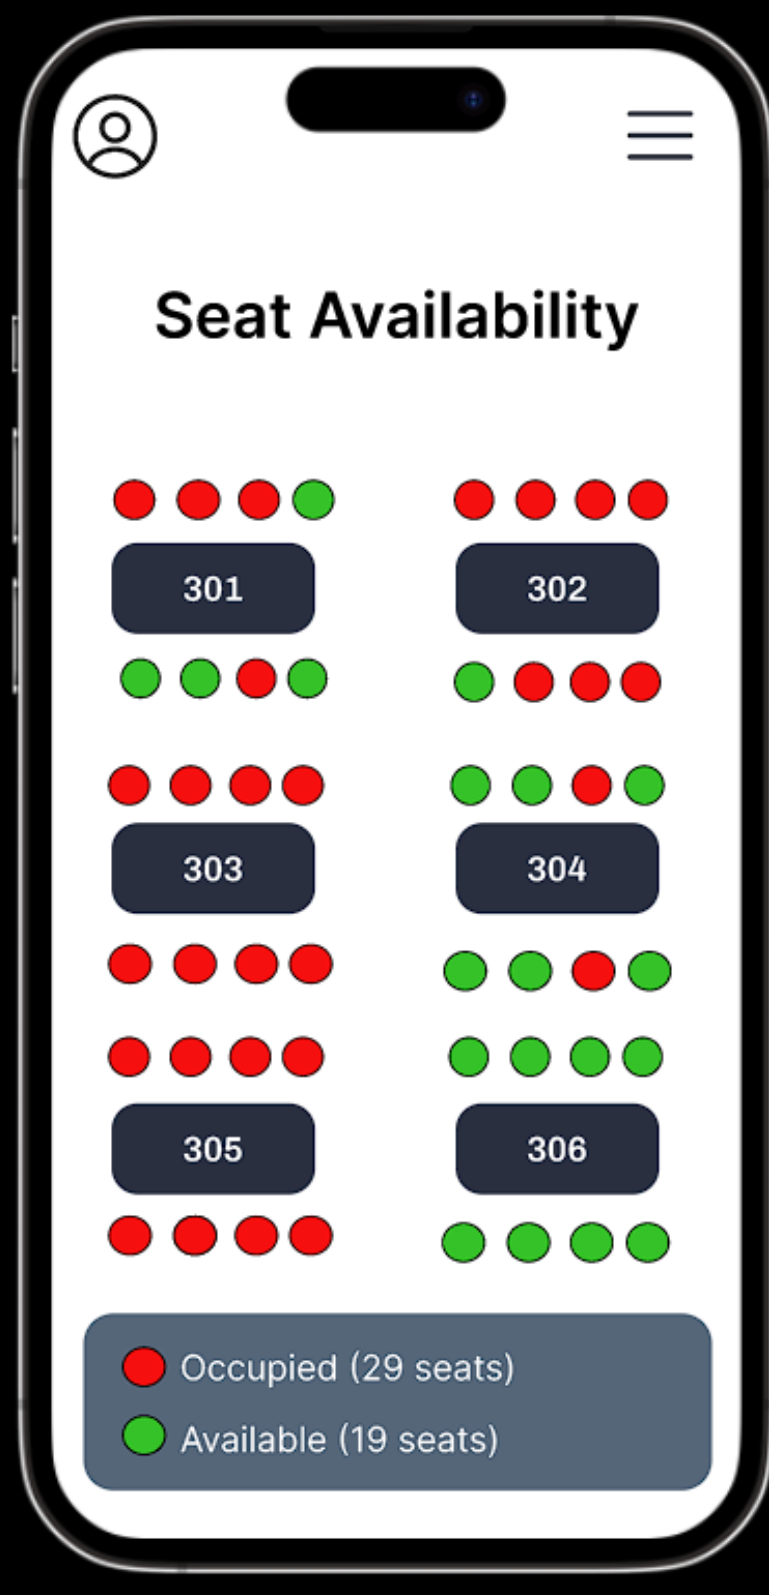 Seat Availability
301
302
303
304
305
306
Occupied (29 seats)
Available (19 seats)